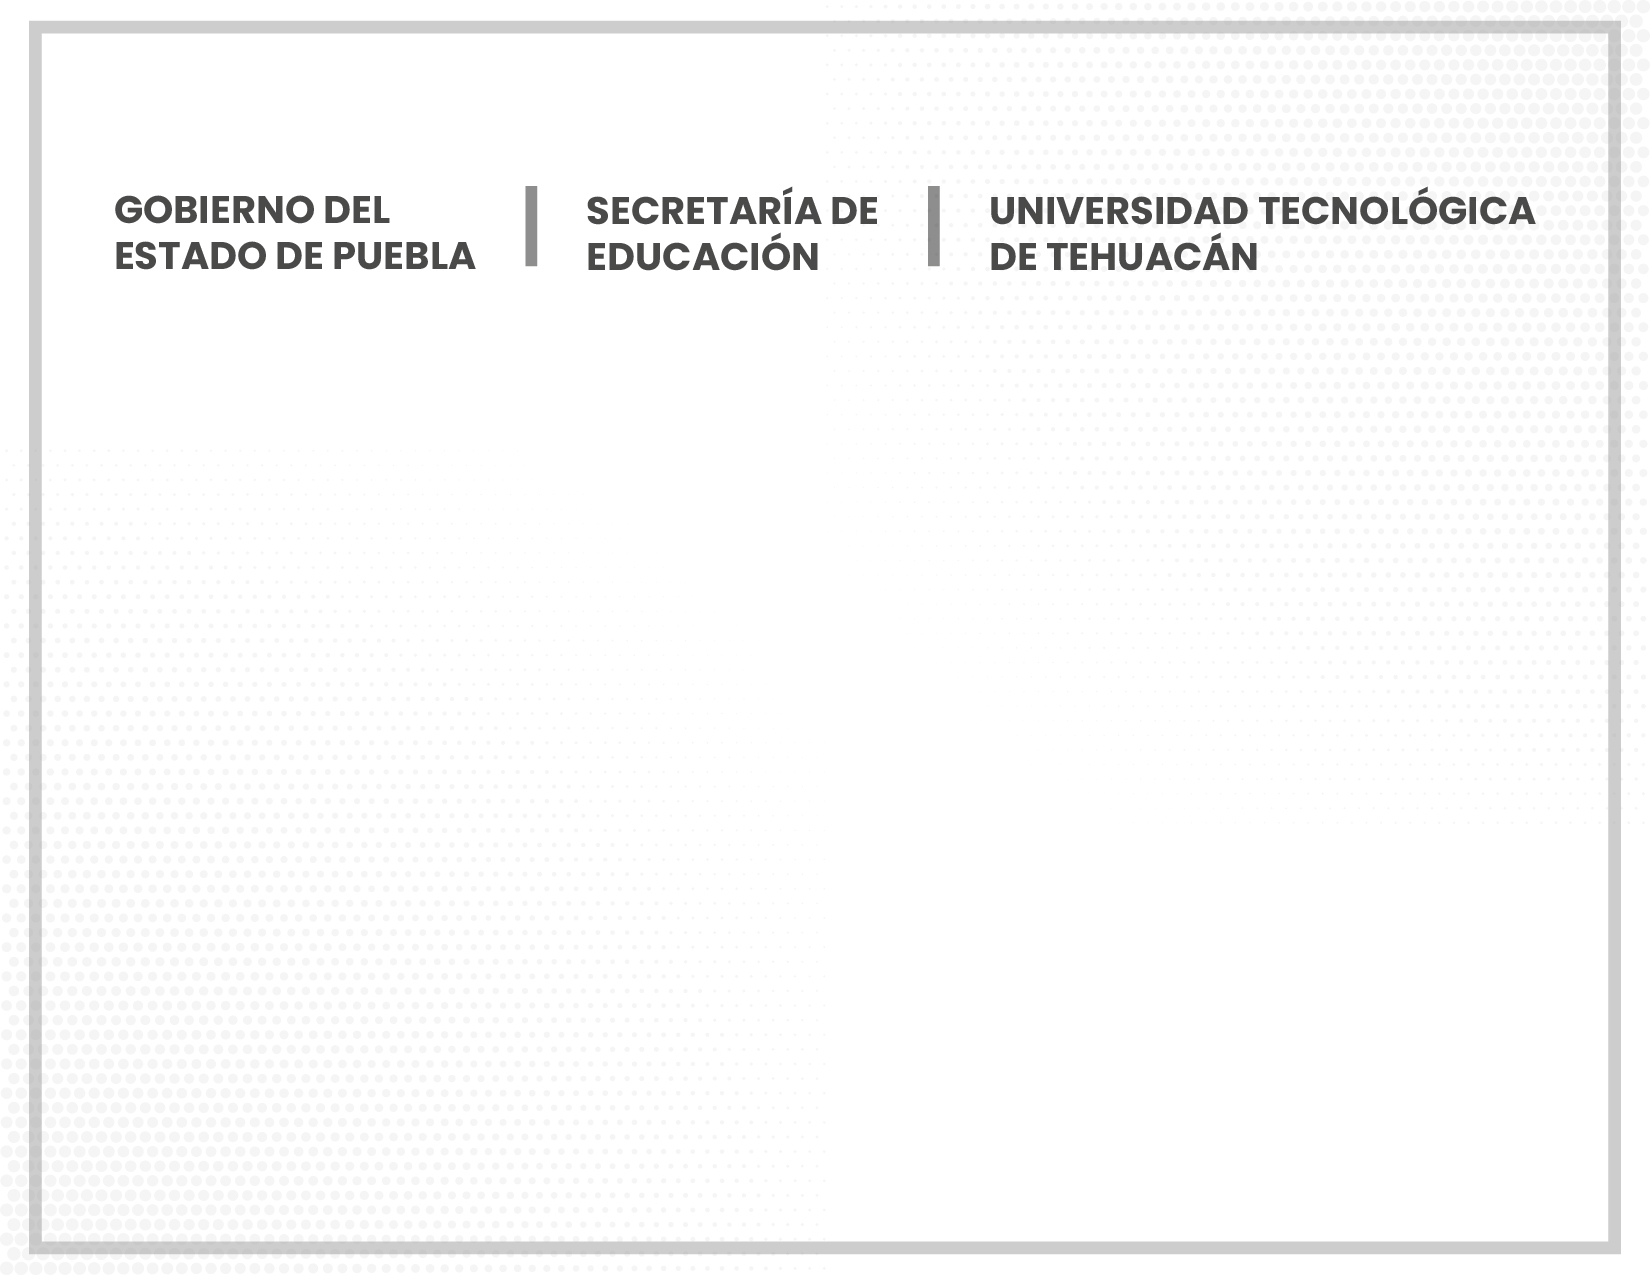 GOBIERNO DEL
ESTADO DE PUEBLA
SECRETARÍA DE
EDUCACIÓN
UNIVERSIDAD TECNOLÓGICA
DE TEHUACÁN